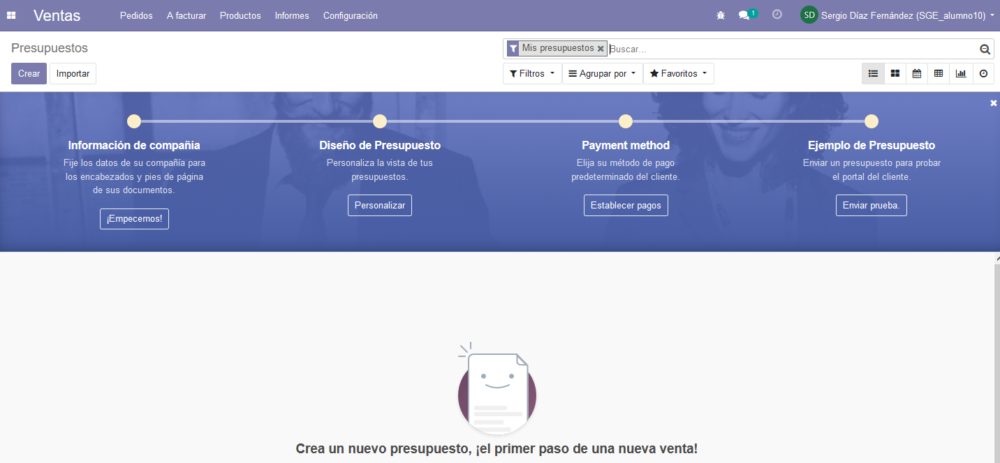 Ventas Pedidos A facturar Productos Informes Configuración 1 SD Sergio Díaz Fernández (SGE_alumno10)
Presupuestos
Mis presupuestos Buscar...
Crear Importar
Filtros Agrupar por Favoritos
Información de compañía
Fije los datos de su compañía para
los encabezados y pies de página
de sus documentos.
¡Empecemos!
Diseño de Presupuesto
Personaliza la vista de tus
presupuestos.
Personalizar
Payment method
Elija su método de pago
predeterminado del cliente.
Establecer pagos
Ejemplo de Presupuesto
Enviar un presupuesto para probar
el portal del cliente.
Enviar prueba.
Crea un nuevo presupuesto, ¡el primer paso de una nueva venta!